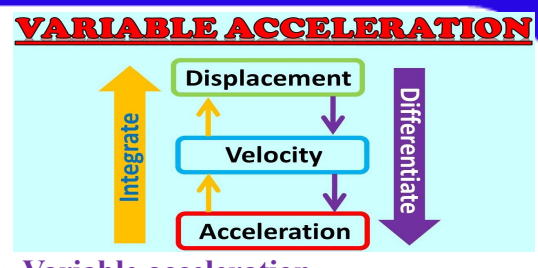 VARIABLE ACCELERATION
Displacement
Integrate
Differentiate
Velocity
Acceleration
Variable acceleration